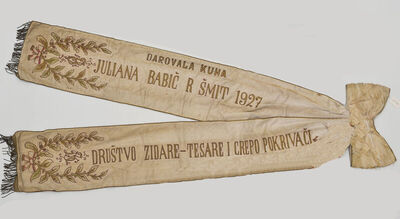 DAROVALA KUMA
JULIANA BABIČ R ŠMIT 1927
DRUŠTVO ZIDARE-TESARE I CREPO POKRIVAČI